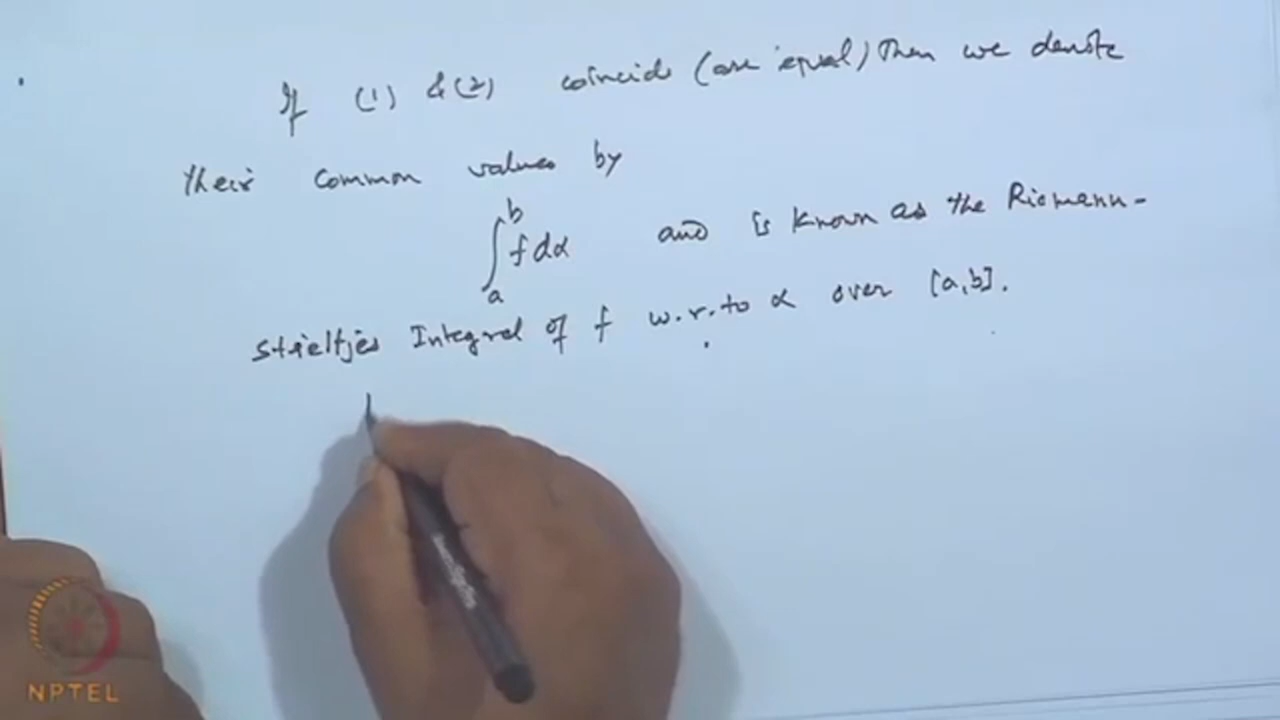 If (1) & (2) coincide (are equal) Then we denote
their common values by
∫_a^b f dα and is known as the Riemann-
Stieltjes Integral of f w.r.to α over [a,b].
NPTEL